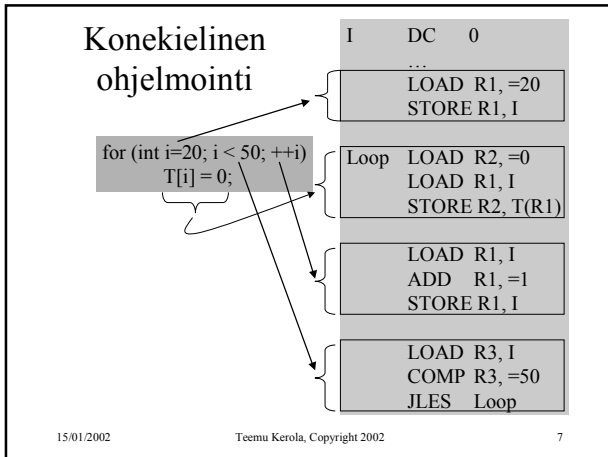 Konekielinen
ohjelmointi
for (int i=20; i < 50; ++i)
T[i] = 0;
I DC 0
…
LOAD R1, =20
STORE R1, I
Loop LOAD R2, =0
LOAD R1, I
STORE R2, T(R1)
LOAD R1, I
ADD R1, =1
STORE R1, I
LOAD R3, I
COMP R3, =50
JLES Loop
15/01/2002 Teemu Kerola, Copyright 2002 7